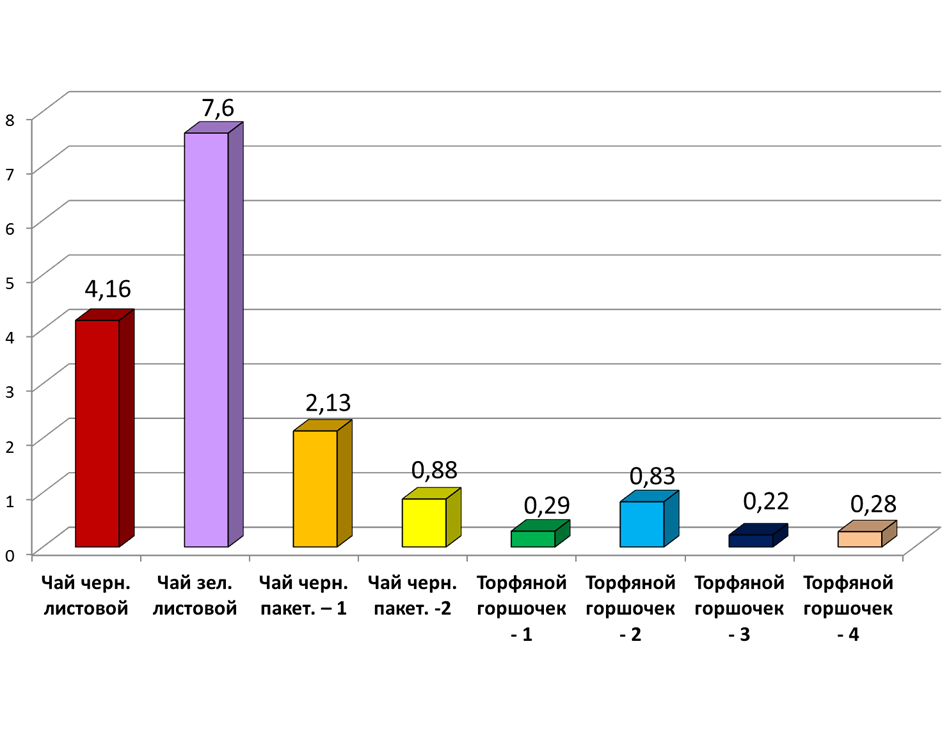 7,6
4,16
2,13
0,88
0,29
0,83
0,22
0,28
8
7
6
5
4
3
2
1
0
Чай черн.
листовой
Чай зел.
листовой
Чай черн.
пакет. – 1
Чай черн.
пакет. -2
Торфяной
горшочек
- 1
Торфяной
горшочек
- 2
Торфяной
горшочек
- 3
Торфяной
горшочек
- 4